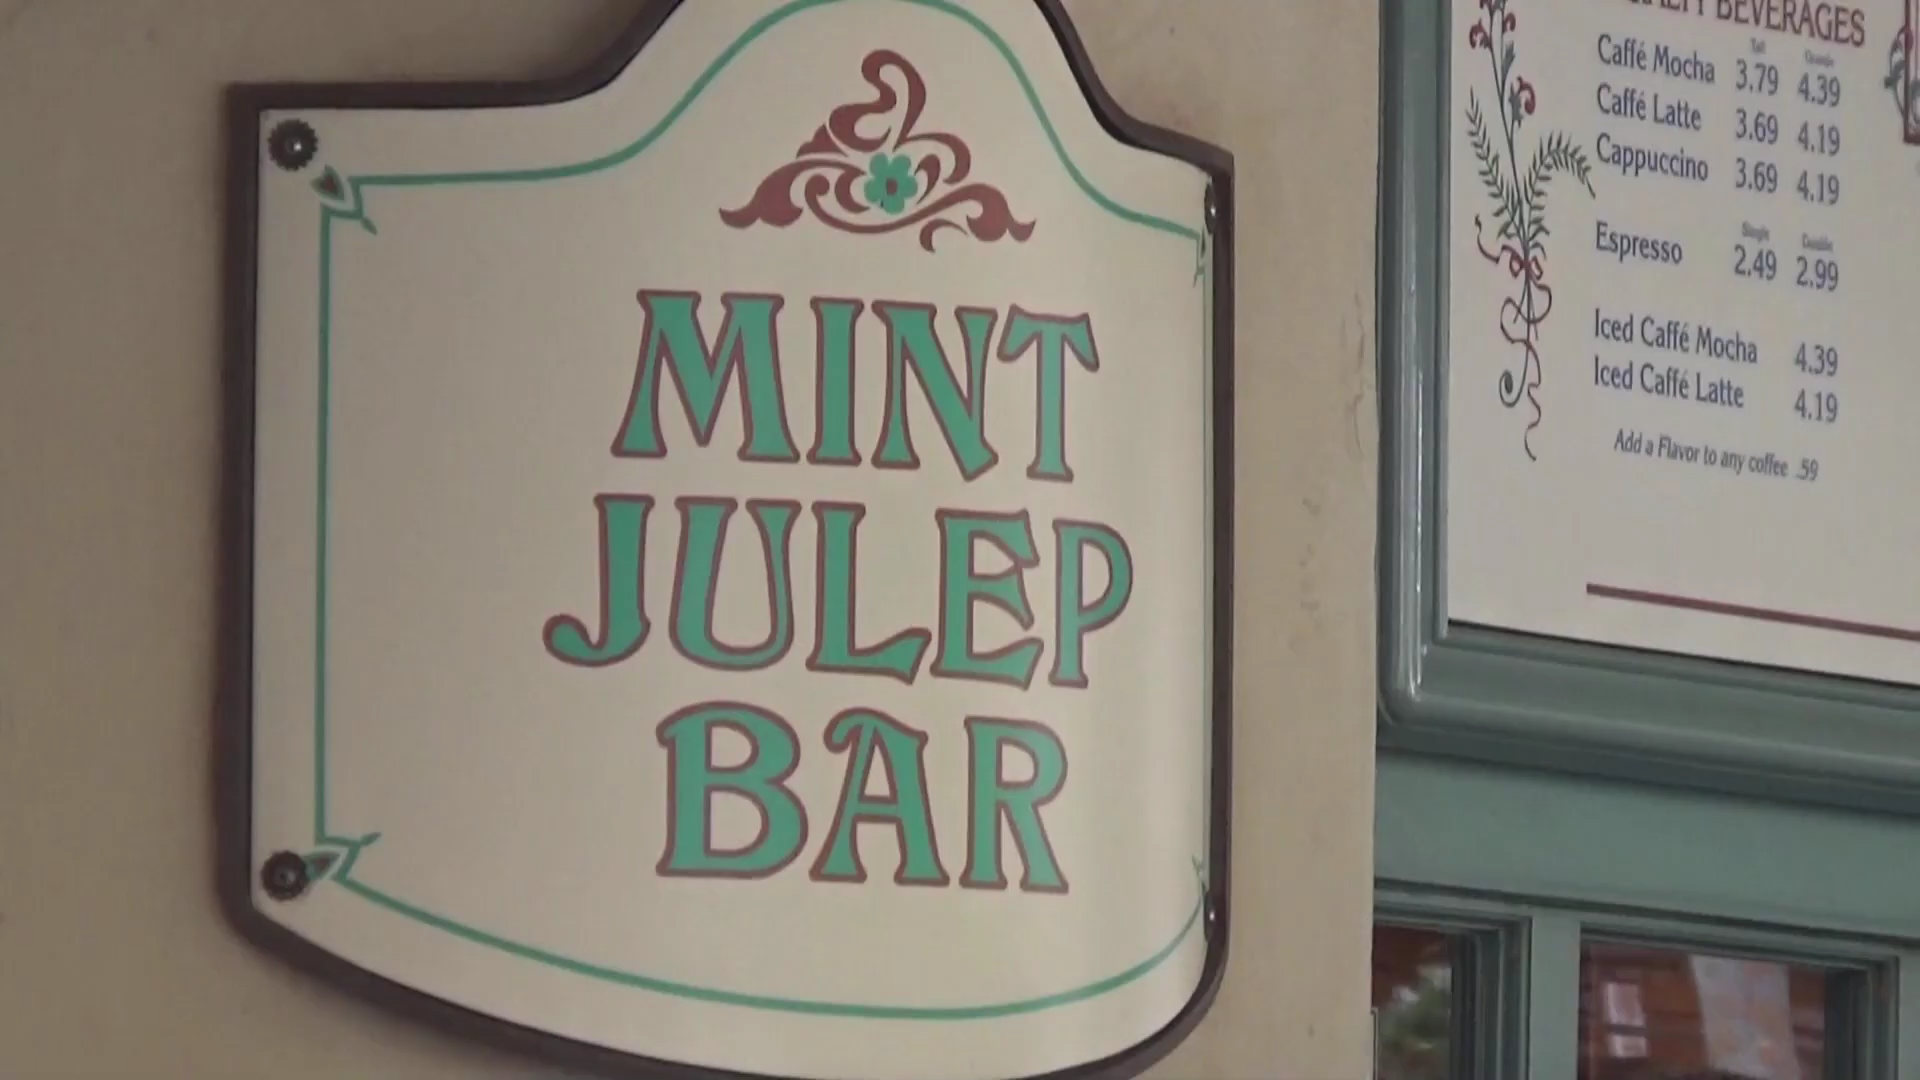 MINT
JULEP
BAR
BEVERAGES
Tall Grande
Caffé Mocha 3.79 4.39
Caffé Latte 3.69 4.19
Cappuccino 3.69 4.19
Single Double
Espresso 2.49 2.99
Iced Caffé Mocha 4.39
Iced Caffé Latte 4.19
Add a Flavor to any coffee .59